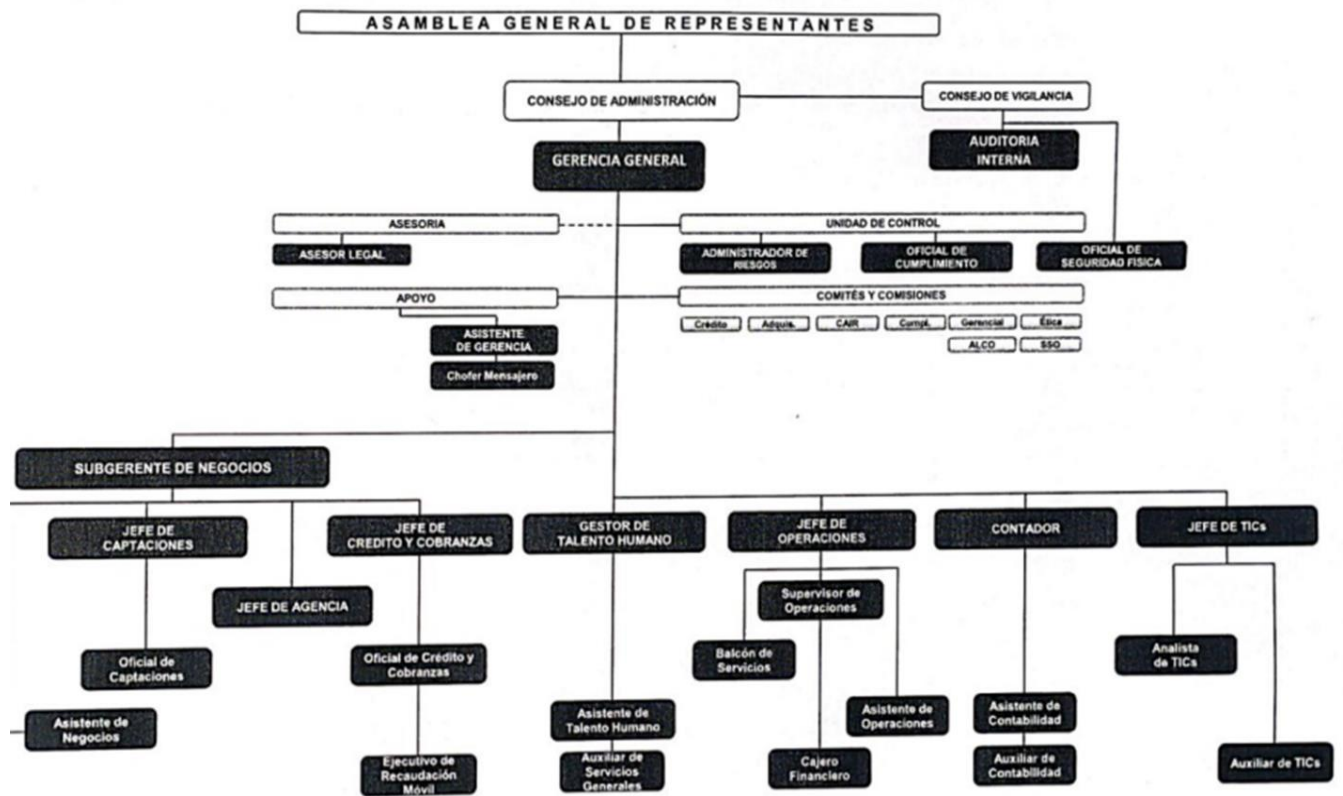 ASAMBLEA GENERAL DE REPRESENTANTES
CONSEJO DE ADMINISTRACIÓN
CONSEJO DE VIGILANCIA
GERENCIA GENERAL
AUDITORIA
INTERNA
ASESORIA
UNIDAD DE CONTROL
ASESOR LEGAL
ADMINISTRADOR DE
RIESGOS
OFICIAL DE
CUMPLIMIENTO
OFICIAL DE
SEGURIDAD FISICA
APOYO
COMITÉS Y COMISIONES
Crédito
Adquis.
CAIR
Cumpl.
Gerencial
Ética
ALCO
SSO
ASISTENTE
DE GERENCIA
Chofer Mensajero
SUBGERENTE DE NEGOCIOS
JEFE DE
CAPTACIONES
JEFE DE
CREDITO Y COBRANZAS
GESTOR DE
TALENTO HUMANO
JEFE DE
OPERACIONES
CONTADOR
JEFE DE TICs
JEFE DE AGENCIA
Supervisor de
Operaciones
Oficial de
Captaciones
Oficial de Crédito y
Cobranzas
Balcón de
Servicios
Analista
de TICs
Asistente de
Negocios
Asistente de
Talento Humano
Asistente de
Operaciones
Asistente de
Contabilidad
Ejecutivo de
Recaudación
Móvil
Auxiliar de
Servicios
Generales
Cajero
Financiero
Auxiliar de
Contabilidad
Auxiliar de TICs